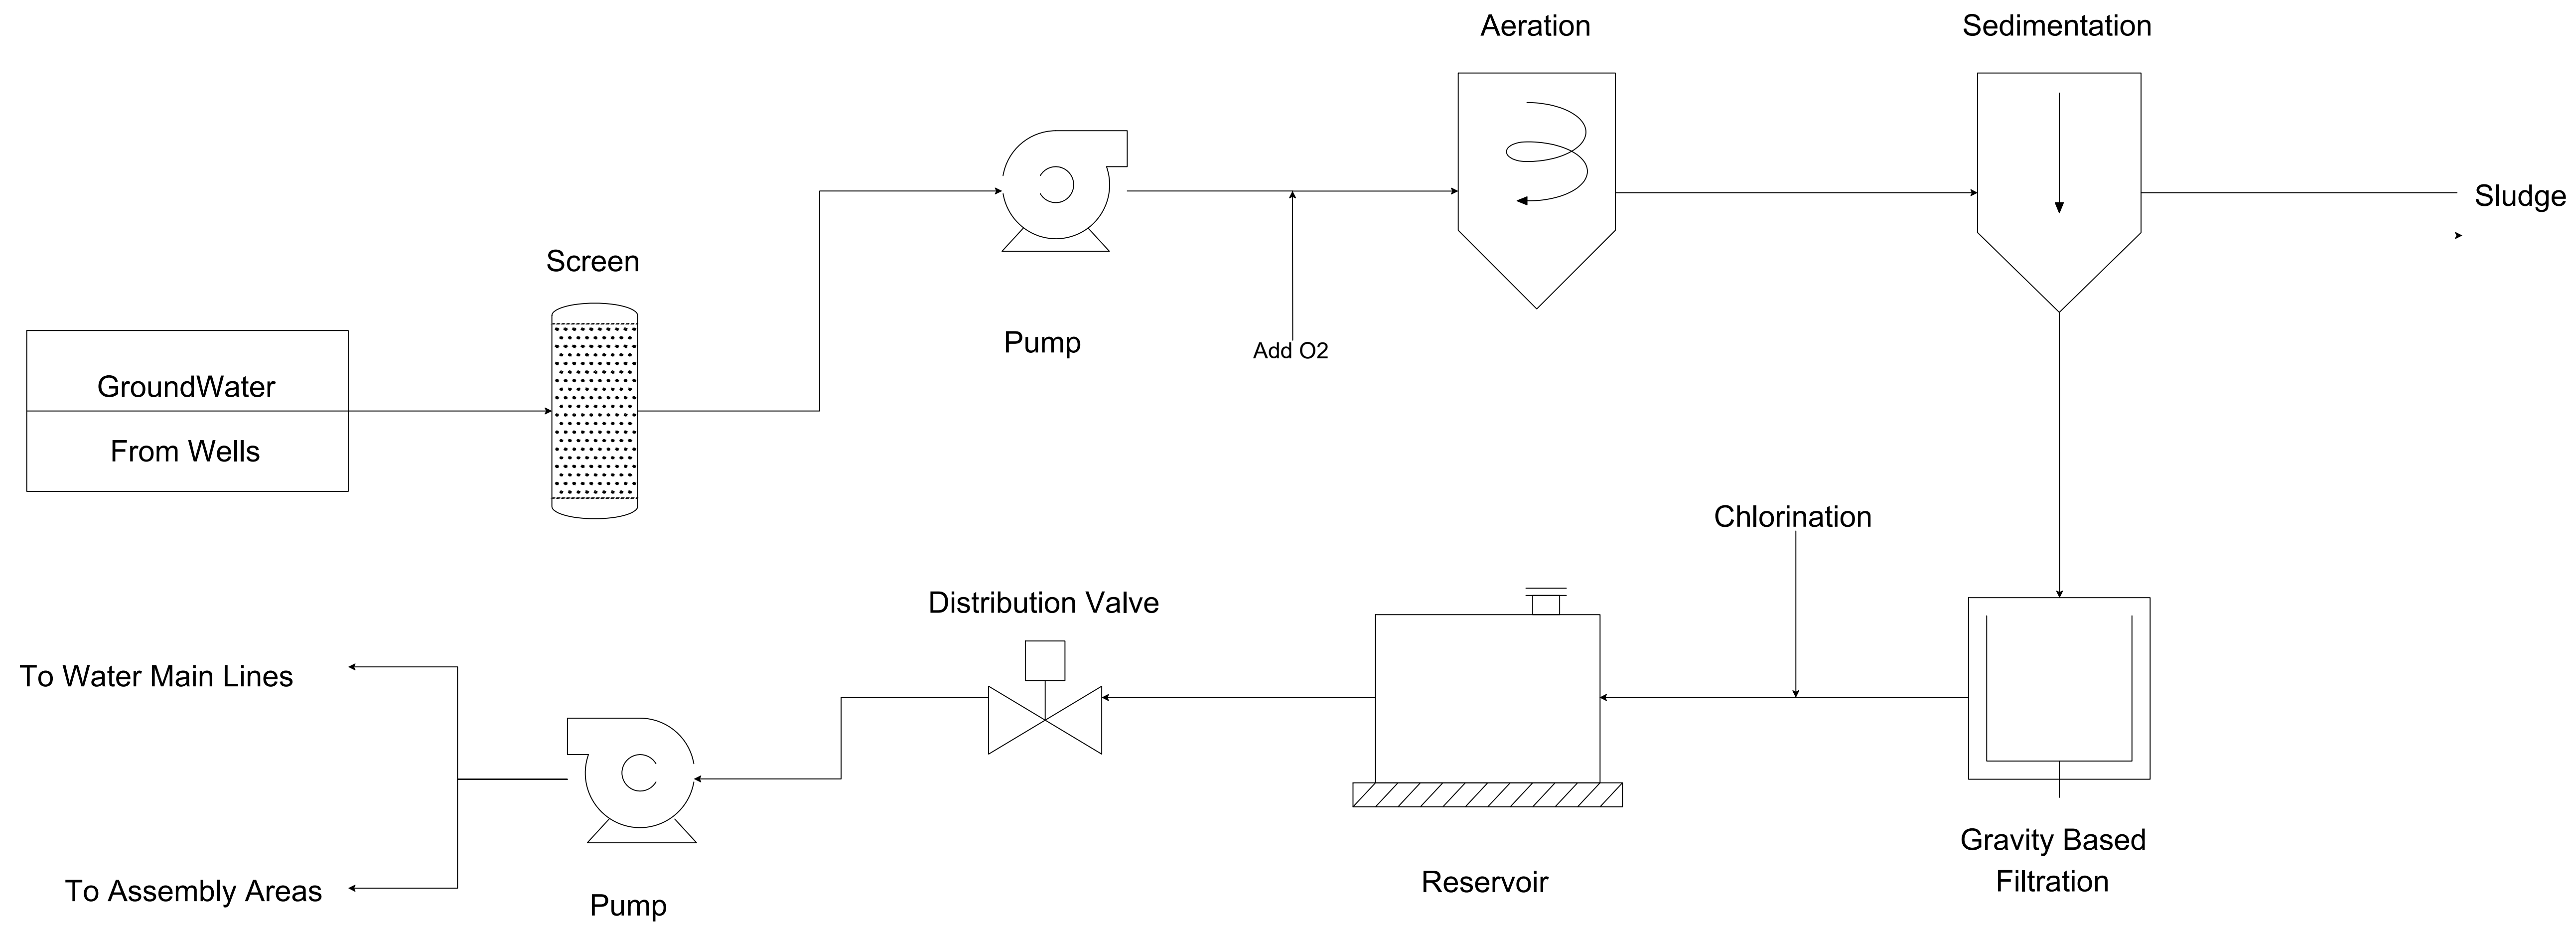 Aeration
Sedimentation
Sludge
Screen
Pump
Add O2
GroundWater
From Wells
Chlorination
Distribution Valve
To Water Main Lines
Gravity Based
Filtration
Reservoir
To Assembly Areas
Pump